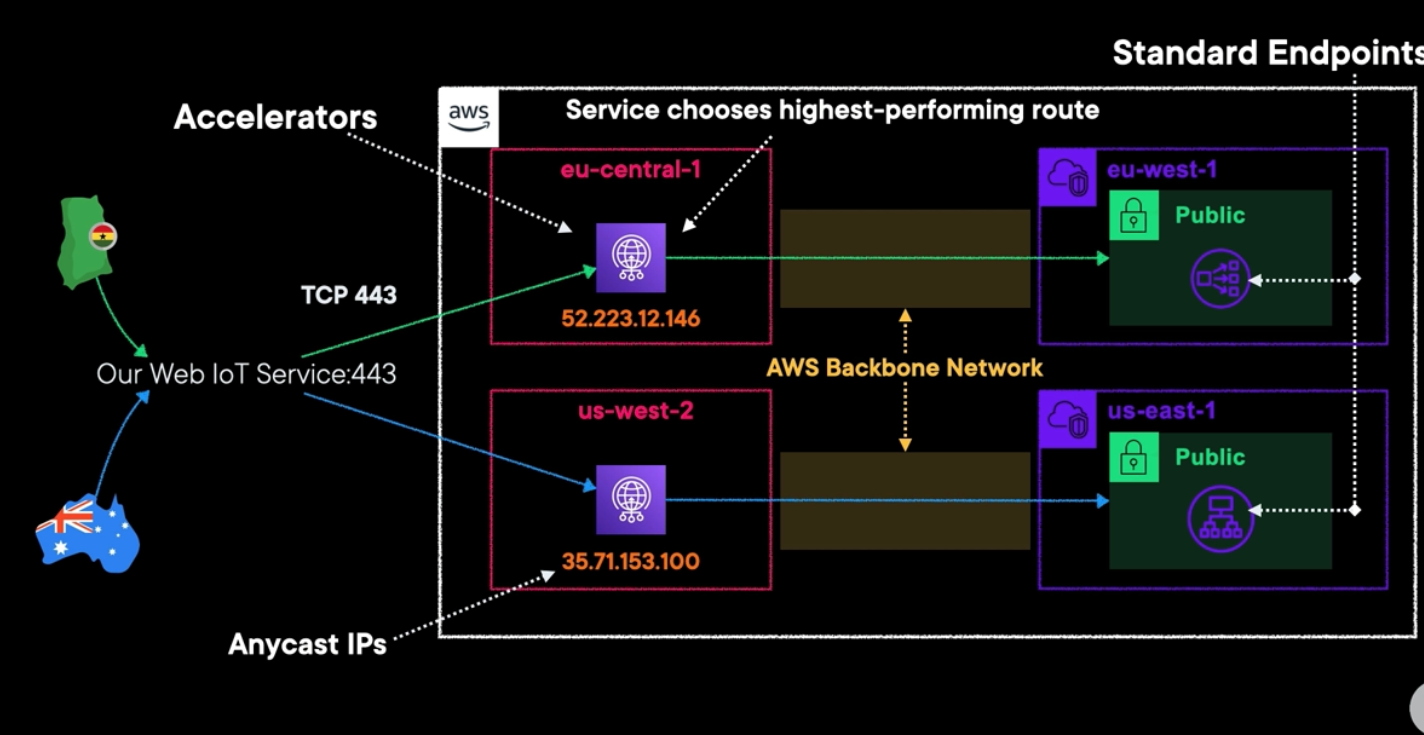 Standard Endpoints
Accelerators
aws
Service chooses highest-performing route
eu-central-1
eu-west-1
Public
TCP 443
52.223.12.146
Our Web IoT Service:443
AWS Backbone Network
us-west-2
us-east-1
Public
35.71.153.100
Anycast IPs